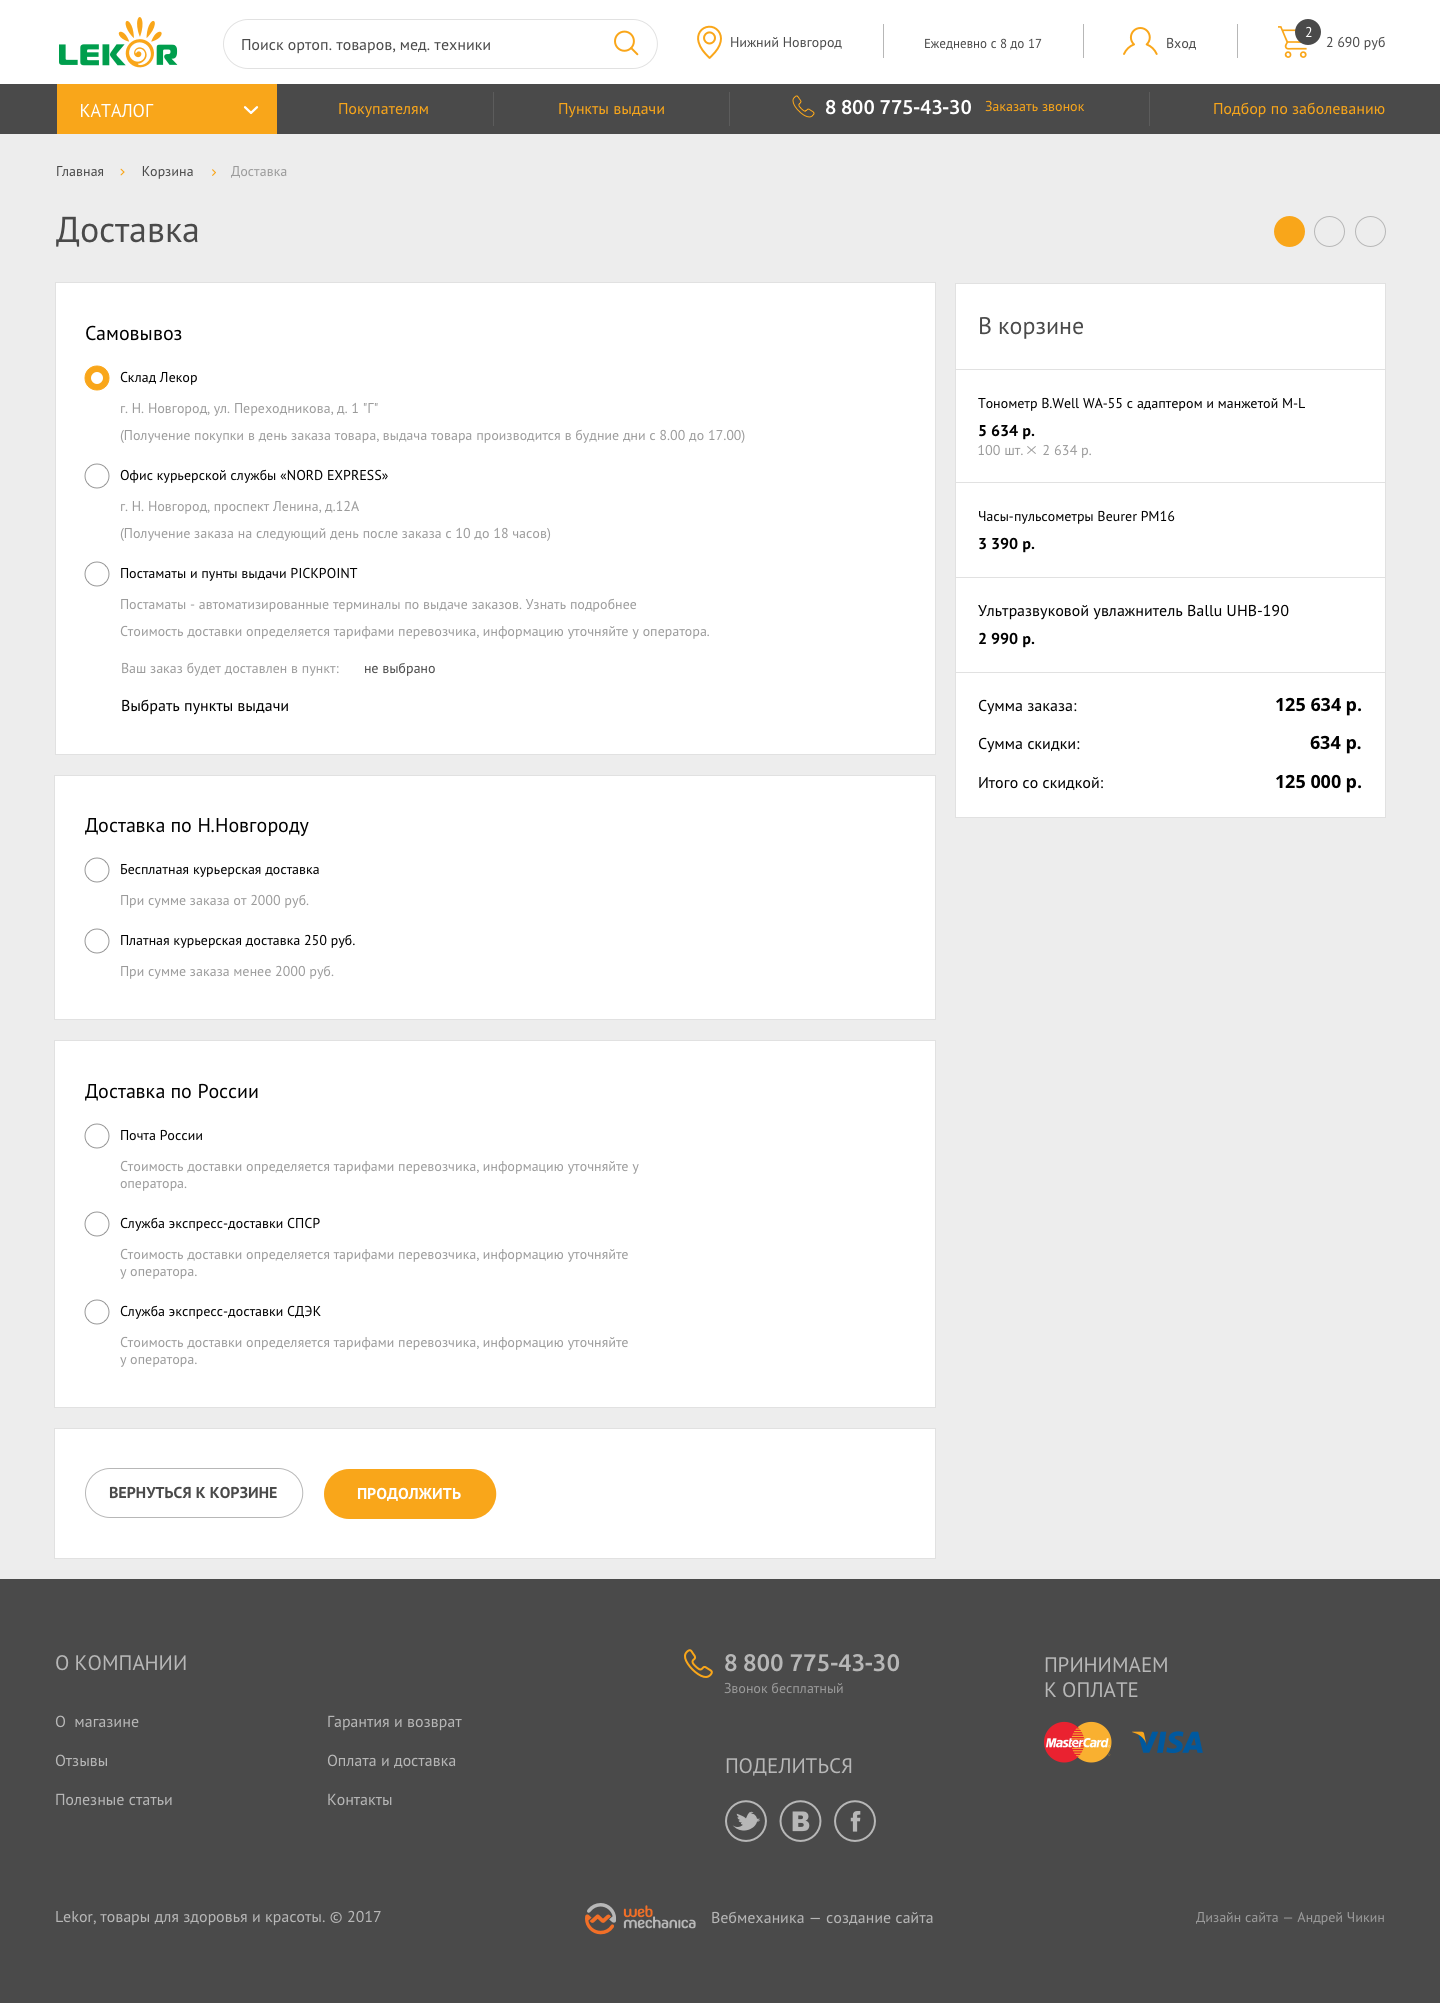 LEKOR
Поиск ортоп. товаров, мед. техники
Нижний Новгород
Ежедневно с 8 до 17
Вход
2
2 690 руб
КАТАЛОГ
Покупателям
Пункты выдачи
8 800 775-43-30
Заказать звонок
Подбор по заболеванию
Главная
Корзина
Доставка
Доставка
Самовывоз
Склад Лекор
г. Н. Новгород, ул. Переходникова, д. 1 "Г"
(Получение покупки в день заказа товара, выдача товара производится в будние дни с 8.00 до 17.00)
Офис курьерской службы «NORD EXPRESS»
г. Н. Новгород, проспект Ленина, д.12А
(Получение заказа на следующий день после заказа с 10 до 18 часов)
Постаматы и пунты выдачи PICKPOINT
Постаматы - автоматизированные терминалы по выдаче заказов. Узнать подробнее
Стоимость доставки определяется тарифами перевозчика, информацию уточняйте у оператора.
Ваш заказ будет доставлен в пункт: не выбрано
Выбрать пункты выдачи
Доставка по Н.Новгороду
Бесплатная курьерская доставка
При сумме заказа от 2000 руб.
Платная курьерская доставка 250 руб.
При сумме заказа менее 2000 руб.
Доставка по России
Почта России
Стоимость доставки определяется тарифами перевозчика, информацию уточняйте у
оператора.
Служба экспресс-доставки СПСР
Стоимость доставки определяется тарифами перевозчика, информацию уточняйте
у оператора.
Служба экспресс-доставки СДЭК
Стоимость доставки определяется тарифами перевозчика, информацию уточняйте
у оператора.
ВЕРНУТЬСЯ К КОРЗИНЕ
ПРОДОЛЖИТЬ
В корзине
Тонометр B.Well WA-55 с адаптером и манжетой M-L
5 634 р.
100 шт. × 2 634 р.
Часы-пульсометры Beurer PM16
3 390 р.
Ультразвуковой увлажнитель Ballu UHB-190
2 990 р.
Сумма заказа: 125 634 р.
Сумма скидки: 634 р.
Итого со скидкой: 125 000 р.
О КОМПАНИИ
О магазине
Отзывы
Полезные статьи
Гарантия и возврат
Оплата и доставка
Контакты
8 800 775-43-30
Звонок бесплатный
ПОДЕЛИТЬСЯ
В
f
ПРИНИМАЕМ
К ОПЛАТЕ
MasterCard
VISA
Lekor, товары для здоровья и красоты. © 2017
web
mechanica
Вебмеханика — создание сайта
Дизайн сайта — Андрей Чикин